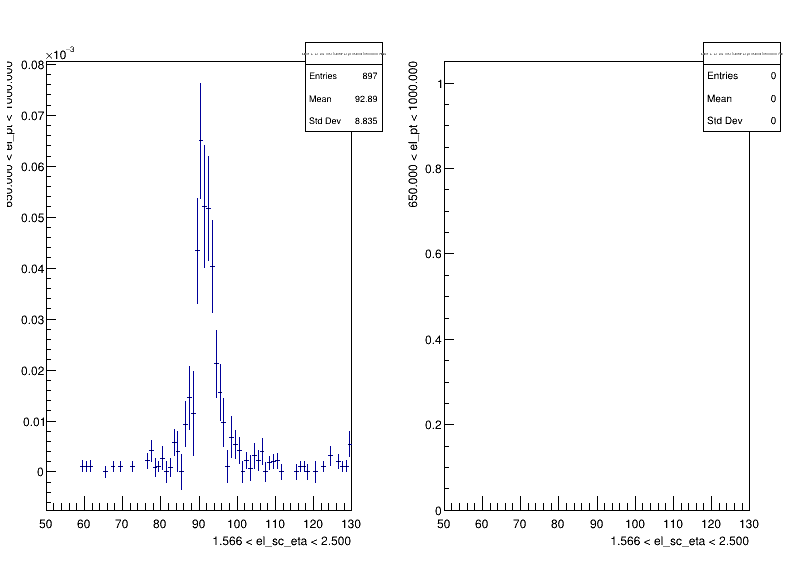 ×10⁻³
Entries 897
Mean 92.89
Std Dev 8.835
650.000 < el_pt < 1000.000
0.08
0.07
0.06
0.05
0.04
0.03
0.02
0.01
0
50 60 70 80 90 100 110 120 130
1.566 < el_sc_eta < 2.500
Entries 0
Mean 0
Std Dev 0
650.000 < el_pt < 1000.000
1
0.8
0.6
0.4
0.2
0
50 60 70 80 90 100 110 120 130
1.566 < el_sc_eta < 2.500